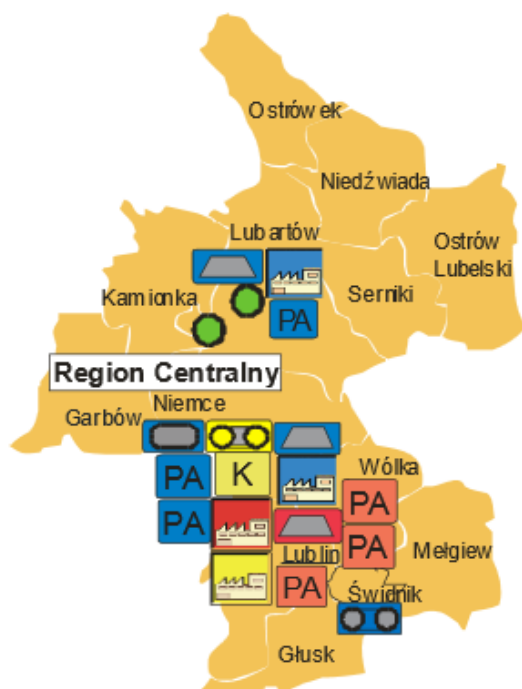 Ostrówek
Niedźwiada
Lubartów
Ostrów
Lubelski
Kamionka
Serniki
PA
Region Centralny
Niemce
Garbów
PA
K
Wólka
PA
PA
PA
Mełgiew
Lublin
PA
Świdnik
Głusk